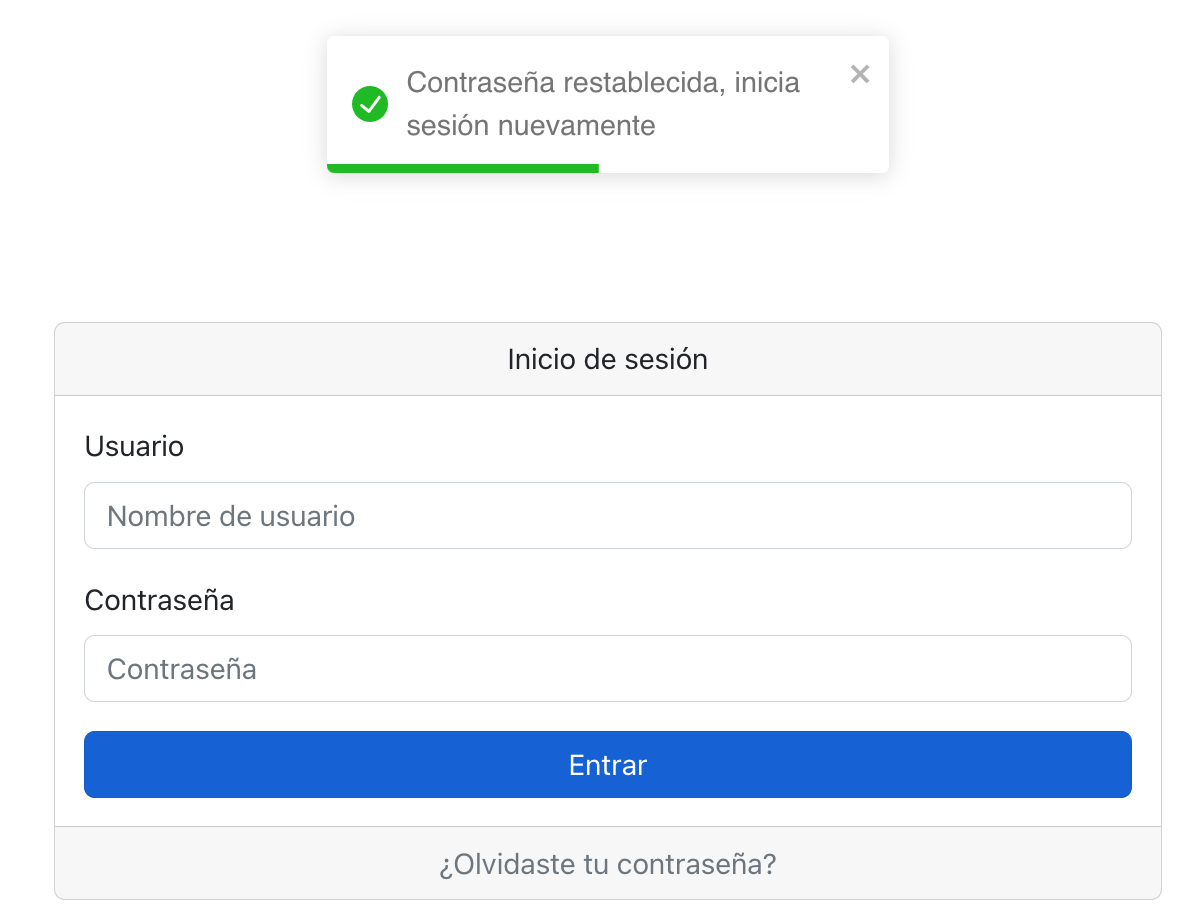 Contraseña restablecida, inicia
sesión nuevamente
Inicio de sesión
Usuario
Nombre de usuario
Contraseña
Contraseña
Entrar
¿Olvidaste tu contraseña?